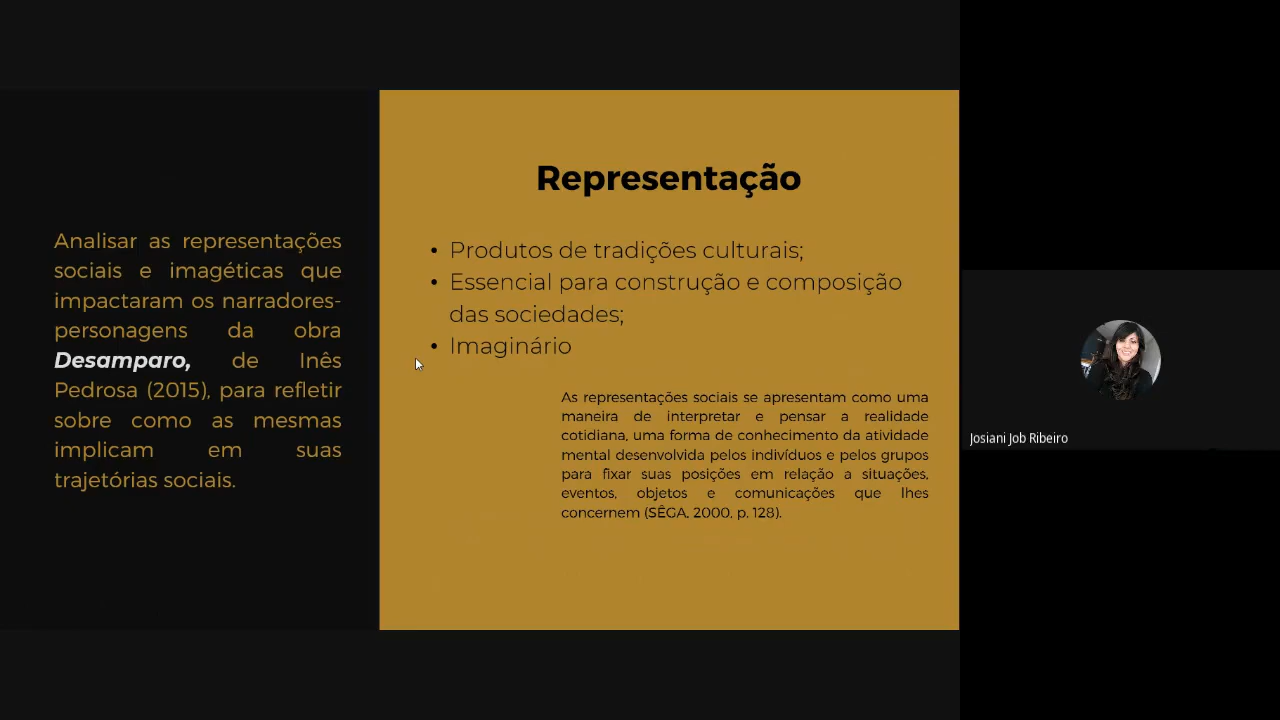 Analisar as representações
sociais e imagéticas que
impactaram os narradores-
personagens da obra
Desamparo, de Inês
Pedrosa (2015), para refletir
sobre como as mesmas
implicam em suas
trajetórias sociais.
Representação
• Produtos de tradições culturais;
• Essencial para construção e composição
das sociedades;
• Imaginário
As representações sociais se apresentam como uma
maneira de interpretar e pensar a realidade
cotidiana, uma forma de conhecimento da atividade
mental desenvolvida pelos indivíduos e pelos grupos
para fixar suas posições em relação a situações,
eventos, objetos e comunicações que lhes
concernem (SÊGA, 2000, p. 128).
Josiani Job Ribeiro